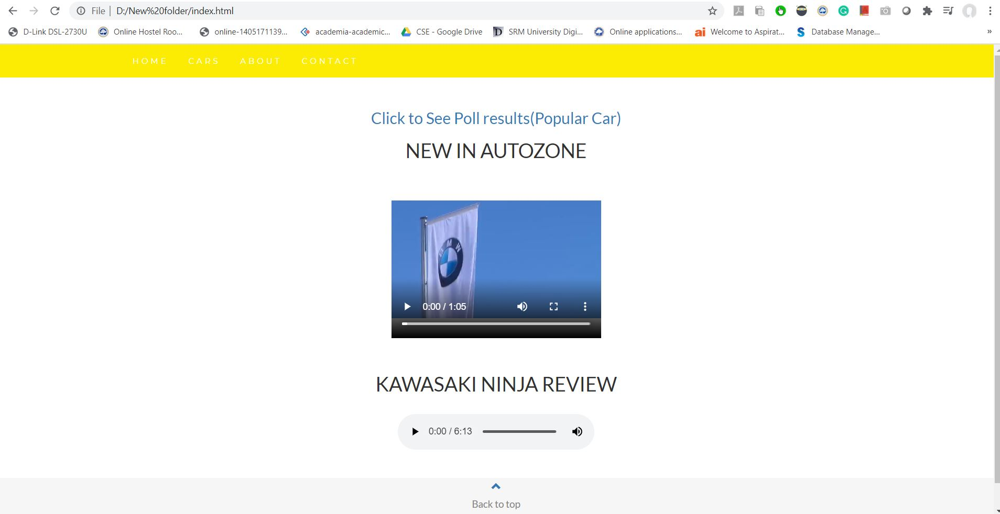 File | D:/New%20folder/index.html
D-Link DSL-2730U Online Hostel Roo... online-1405171139... academia-academic... CSE - Google Drive SRM University Digi... Online applications... Welcome to Aspirat... Database Manage... »
HOME CARS ABOUT CONTACT
Click to See Poll results(Popular Car)
NEW IN AUTOZONE
BMW
0:00 / 1:05
KAWASAKI NINJA REVIEW
0:00 / 6:13
Back to top